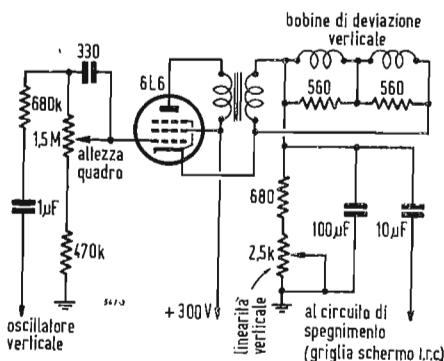 bobine di deviazione
verticale
330
6L6
560
560
680k
1,5M
allezza
quadro
1µF
470k
680
100µF
10µF
2,5k
linearità
verticale
+300V
oscillatore
verticale
al circuito di
spegnimento
(griglia schermo t.r.c)